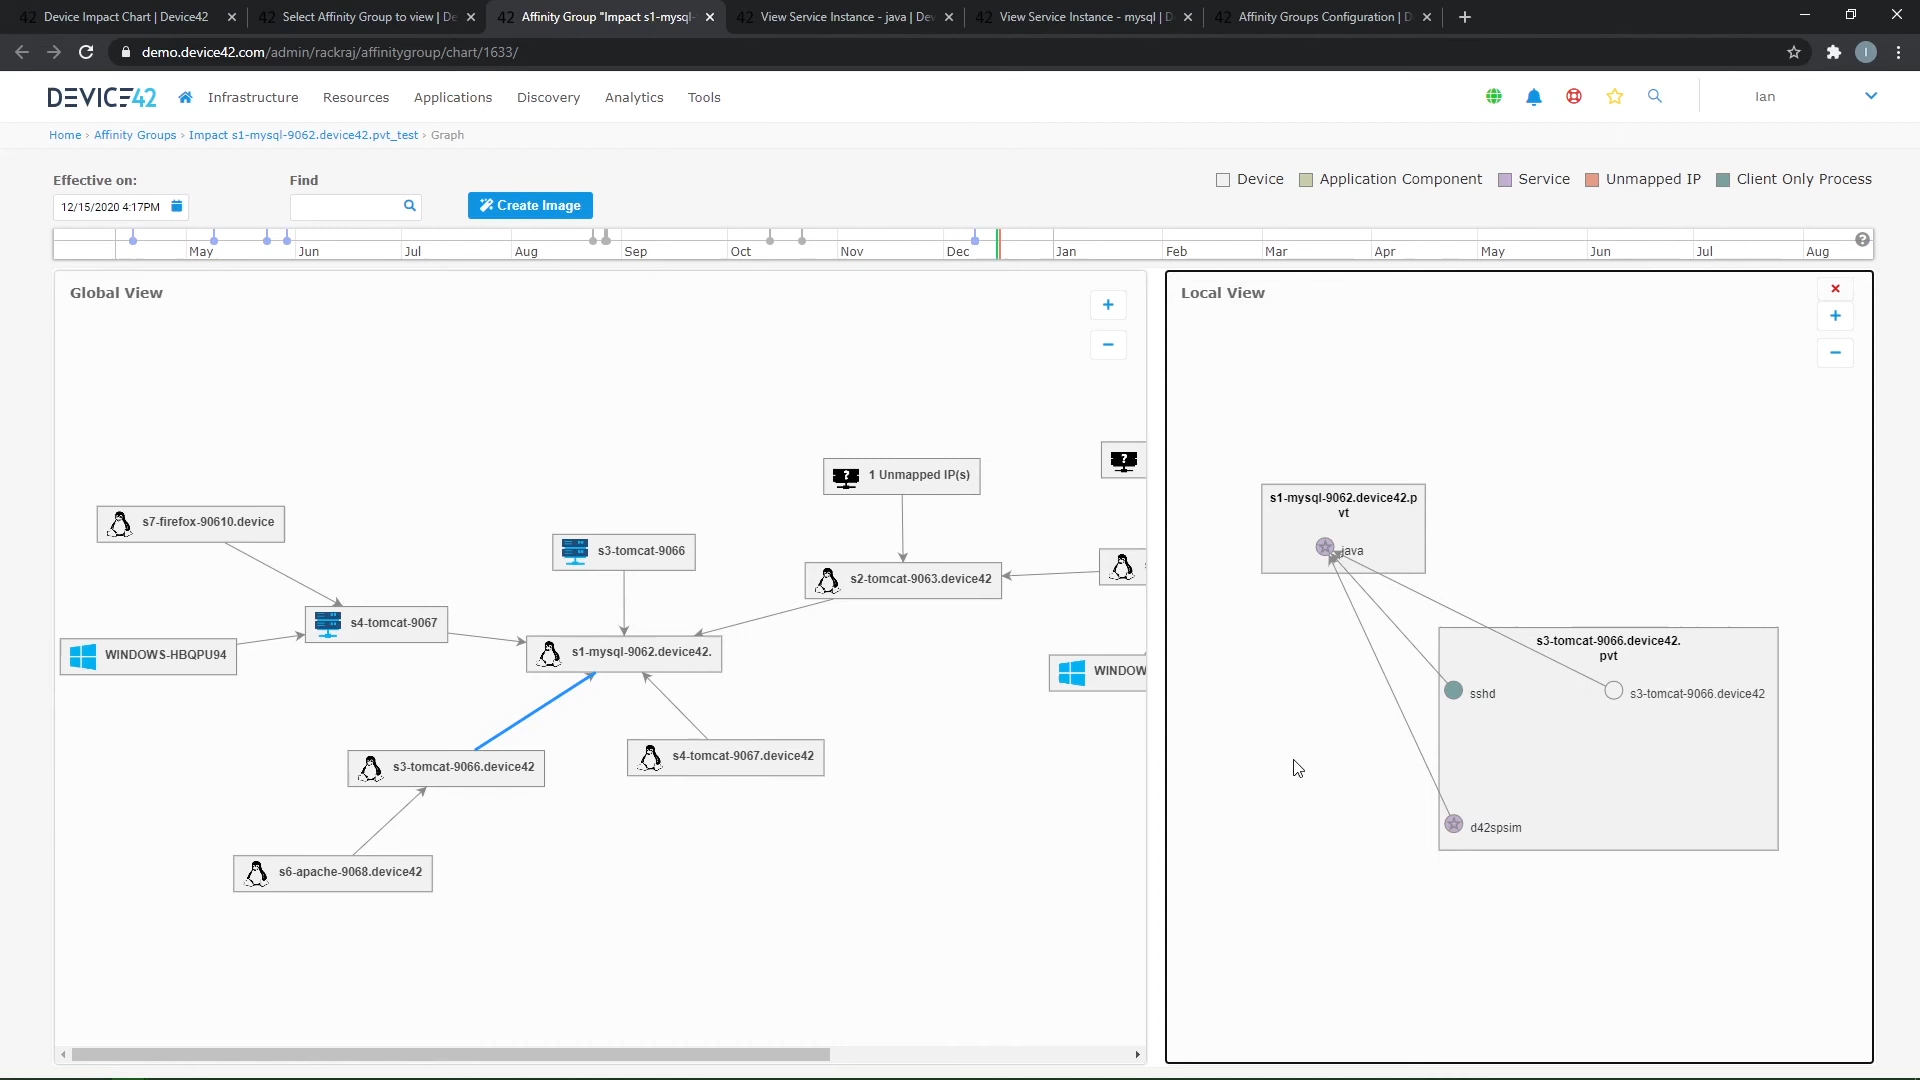 42 Device Impact Chart | Device42
42 Select Affinity Group to view | De
42 Affinity Group "Impact s1-mysql-
42 View Service Instance - java | Dev
42 View Service Instance - mysql | D
42 Affinity Groups Configuration | D
demo.device42.com/admin/rackraj/affinitygroup/chart/1633/
I
DEVICE42
Infrastructure
Resources
Applications
Discovery
Analytics
Tools
Ian
Home › Affinity Groups › Impact s1-mysql-9062.device42.pvt_test › Graph
Effective on:
Find
12/15/2020 4:17PM
Create Image
Device
Application Component
Service
Unmapped IP
Client Only Process
May
Jun
Jul
Aug
Sep
Oct
Nov
Dec
Jan
Feb
Mar
Apr
May
Jun
Jul
Aug
?
Global View
+
−
? 1 Unmapped IP(s)
?
s7-firefox-90610.device
s3-tomcat-9066
s2-tomcat-9063.device42
s4-tomcat-9067
WINDOWS-HBQPU94
s1-mysql-9062.device42.
WINDOW
s3-tomcat-9066.device42
s4-tomcat-9067.device42
s6-apache-9068.device42
Local View
+
−
s1-mysql-9062.device42.p
vt
java
s3-tomcat-9066.device42.
pvt
sshd
s3-tomcat-9066.device42
d42spsim